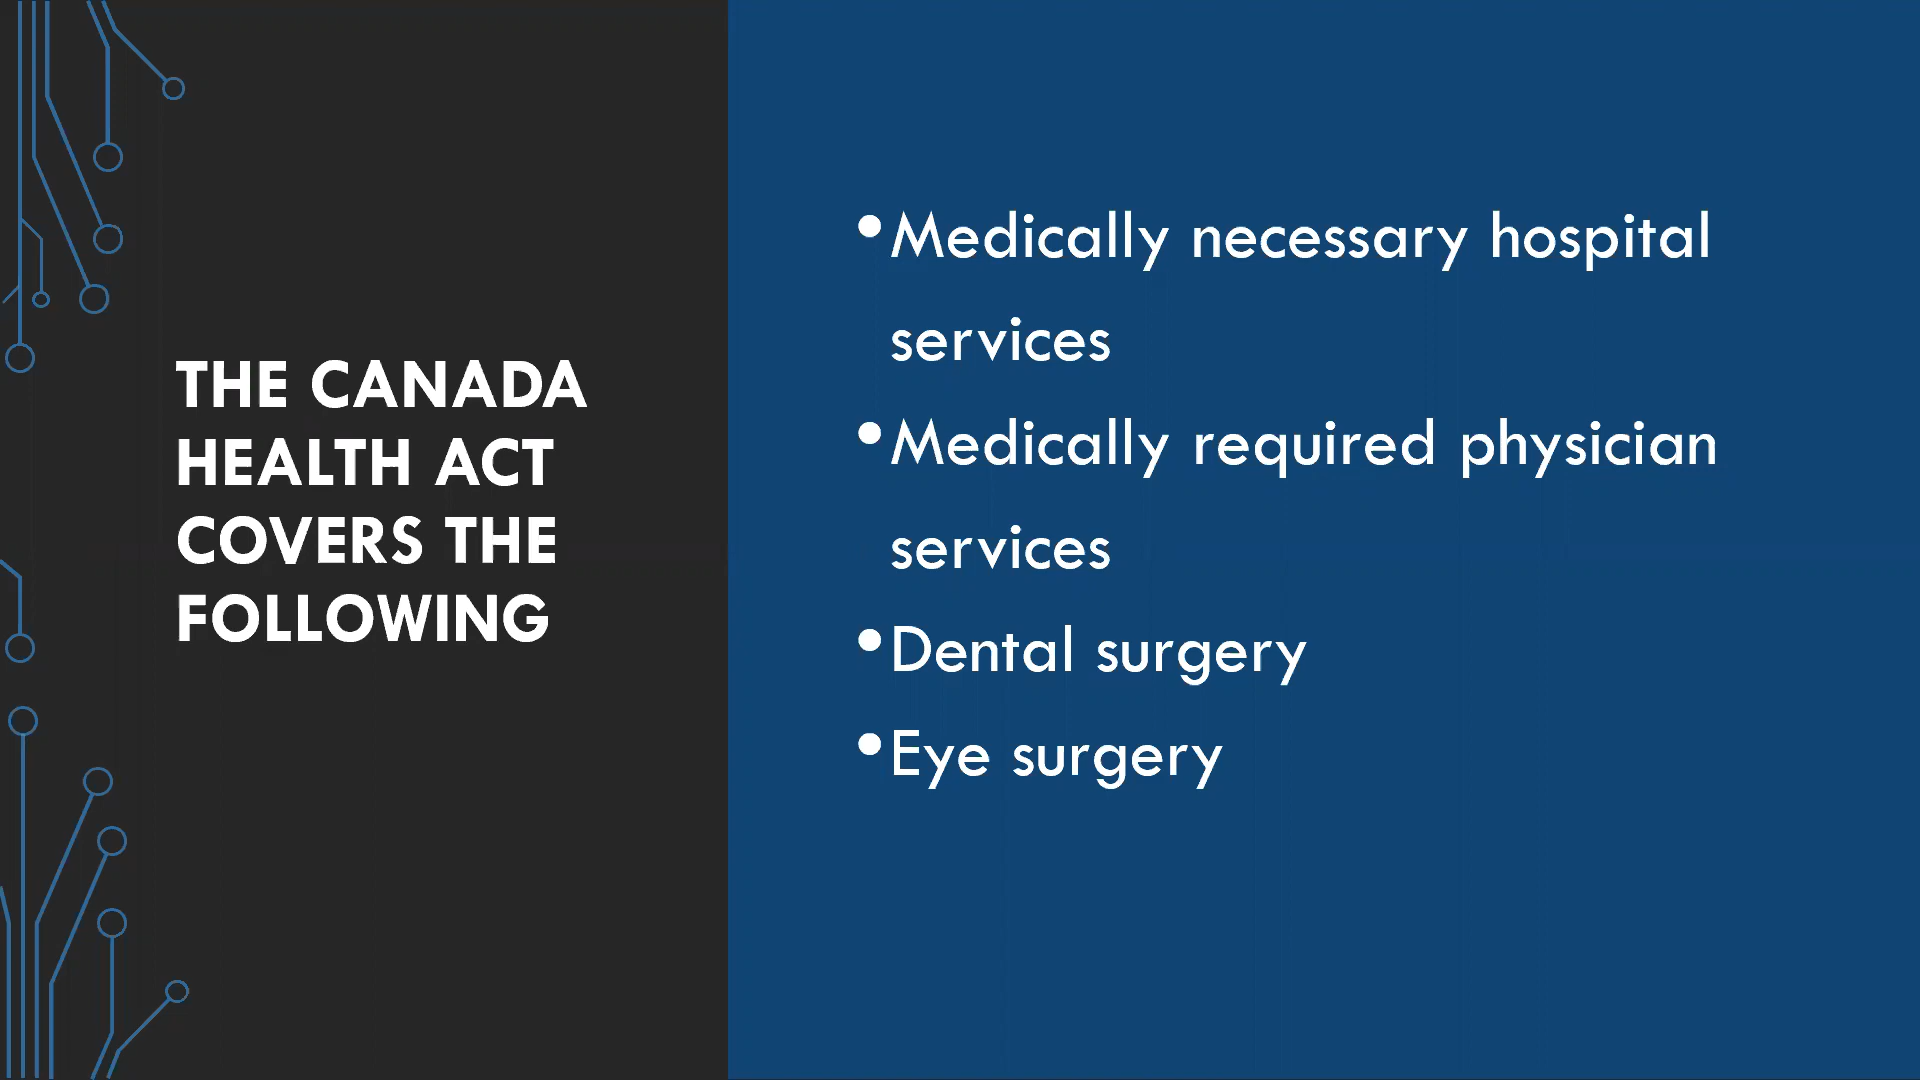 THE CANADA
HEALTH ACT
COVERS THE
FOLLOWING
•Medically necessary hospital
services
•Medically required physician
services
•Dental surgery
•Eye surgery